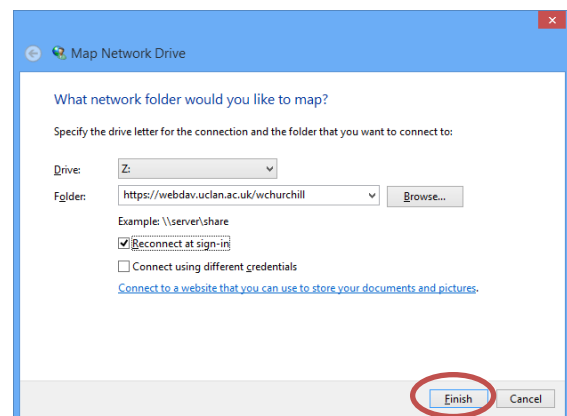 Map Network Drive
What network folder would you like to map?
Specify the drive letter for the connection and the folder that you want to connect to:
Drive: Z:
Folder: https://webdav.uclan.ac.uk/wchurchill Browse...
Example: \\server\share
Reconnect at sign-in
Connect using different credentials
Connect to a website that you can use to store your documents and pictures.
Finish Cancel